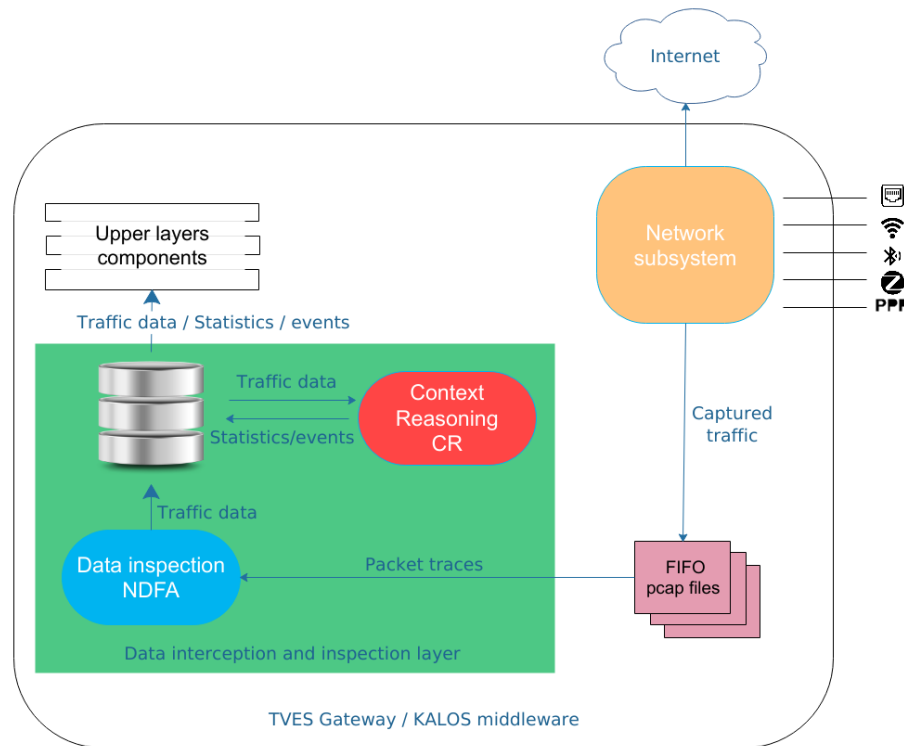 Internet
Network
subsystem
PPP
Upper layers
components
Traffic data / Statistics / events
Traffic data
Statistics/events
Context
Reasoning
CR
Captured
traffic
Traffic data
Data inspection
NDFA
Packet traces
FIFO
pcap files
Data interception and inspection layer
TVES Gateway / KALOS middleware